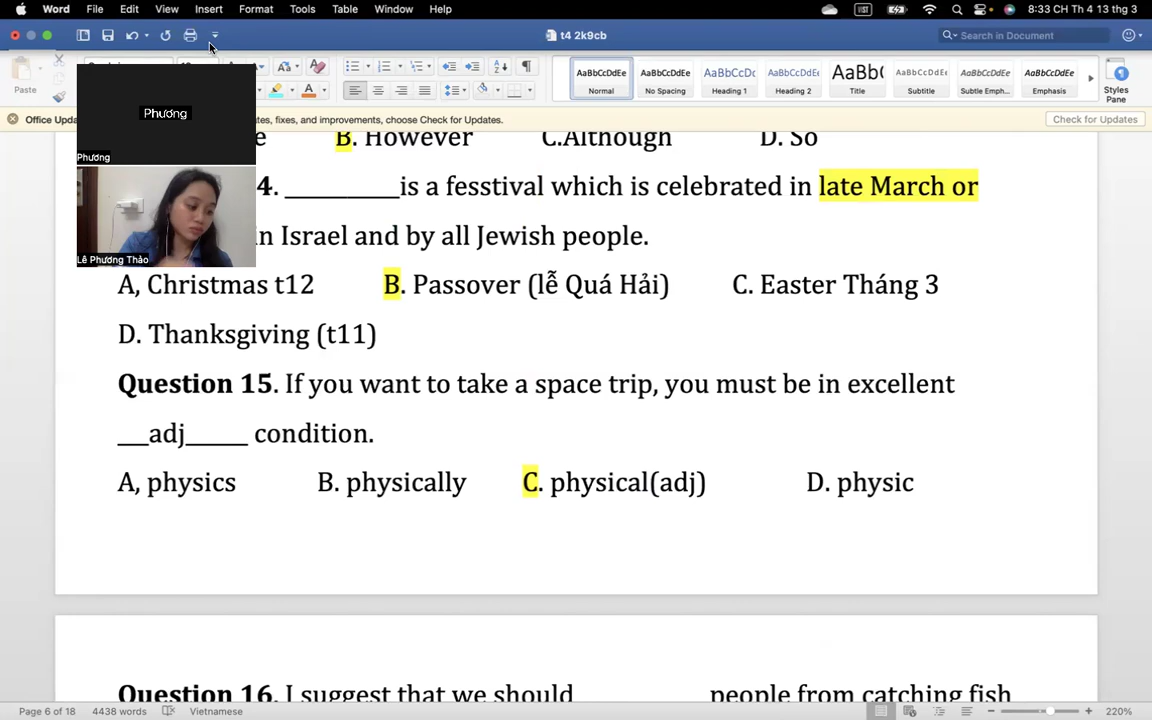 Word File Edit View Insert Format Tools Table Window Help 8:33 CH Th 4 13 thg 3
t4 2k9cb Search in Document
Paste AaBbCcDdEe Normal AaBbCcDdEe No Spacing AaBbCcDc Heading 1 AaBbCcDdEe Heading 2 AaBbC Title AaBbCcDdEe Subtitle AaBbCcDdEe Subtle Emph... AaBbCcDdEe Emphasis Styles Pane
Office Upda tes, fixes, and improvements, choose Check for Updates. Check for Updates
Phương
Phương
Lê Phương Thảo
e B. However C.Although D. So
4. __________is a fesstival which is celebrated in late March or
in Israel and by all Jewish people.
A, Christmas t12 B. Passover (lễ Quá Hải) C. Easter Tháng 3
D. Thanksgiving (t11)
Question 15. If you want to take a space trip, you must be in excellent
___adj______ condition.
A, physics B. physically C. physical(adj) D. physic
Question 16. I suggest that we should ____________ people from catching fish
Page 6 of 18 4438 words Vietnamese 220%